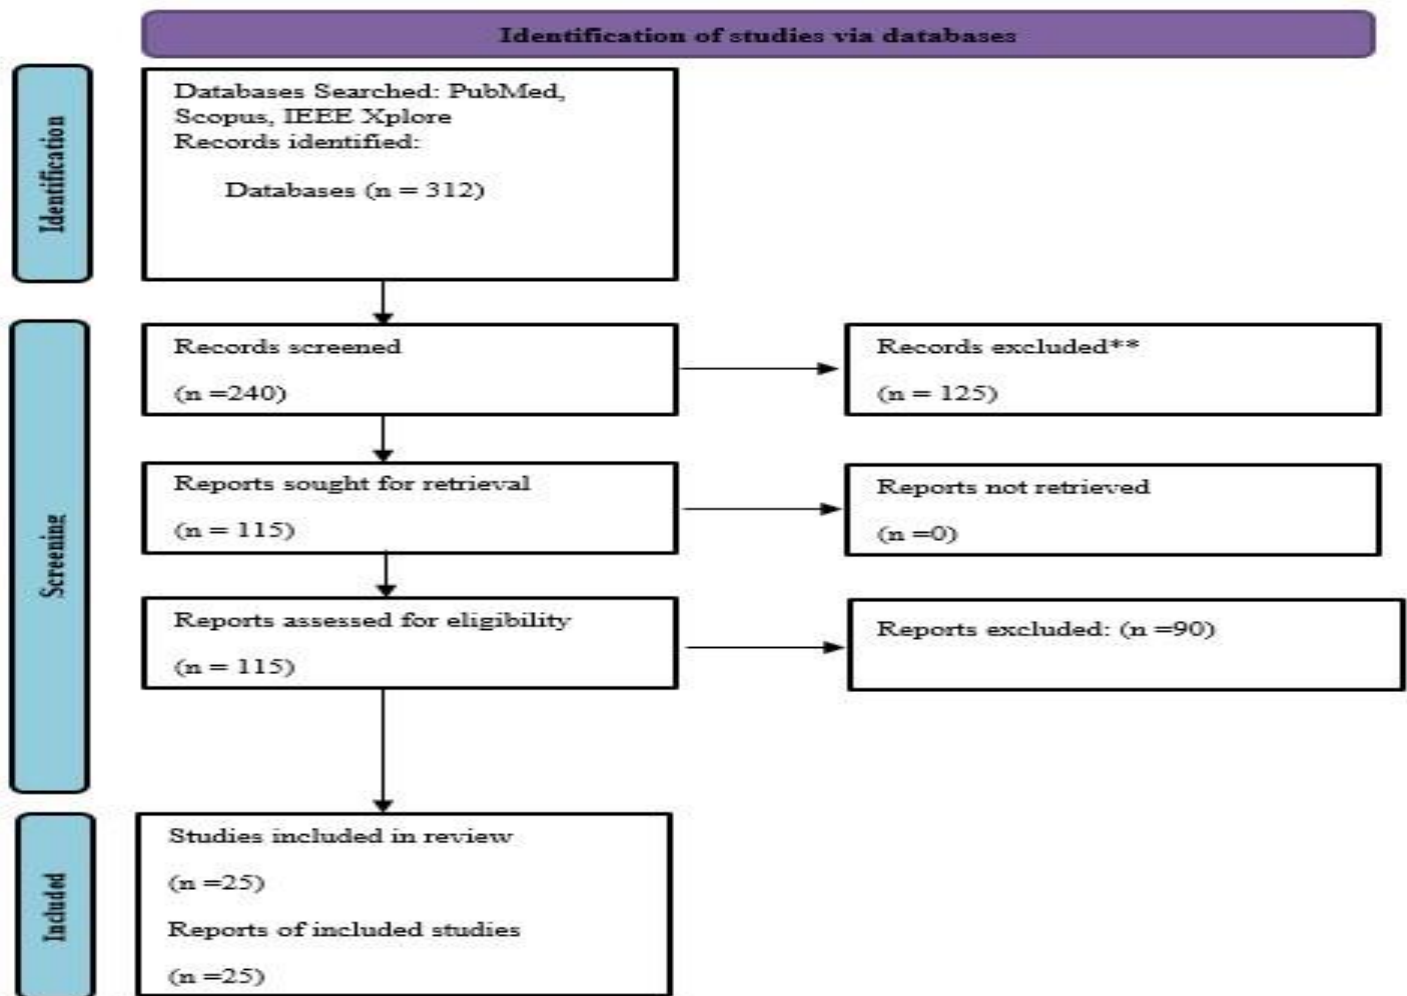 Identification of studies via databases
Identification
Databases Searched: PubMed,
Scopus, IEEE Xplore
Records identified:
Databases (n = 312)
Screening
Records screened
(n =240)
Records excluded**
(n = 125)
Reports sought for retrieval
(n = 115)
Reports not retrieved
(n =0)
Reports assessed for eligibility
(n = 115)
Reports excluded: (n =90)
Included
Studies included in review
(n =25)
Reports of included studies
(n =25)